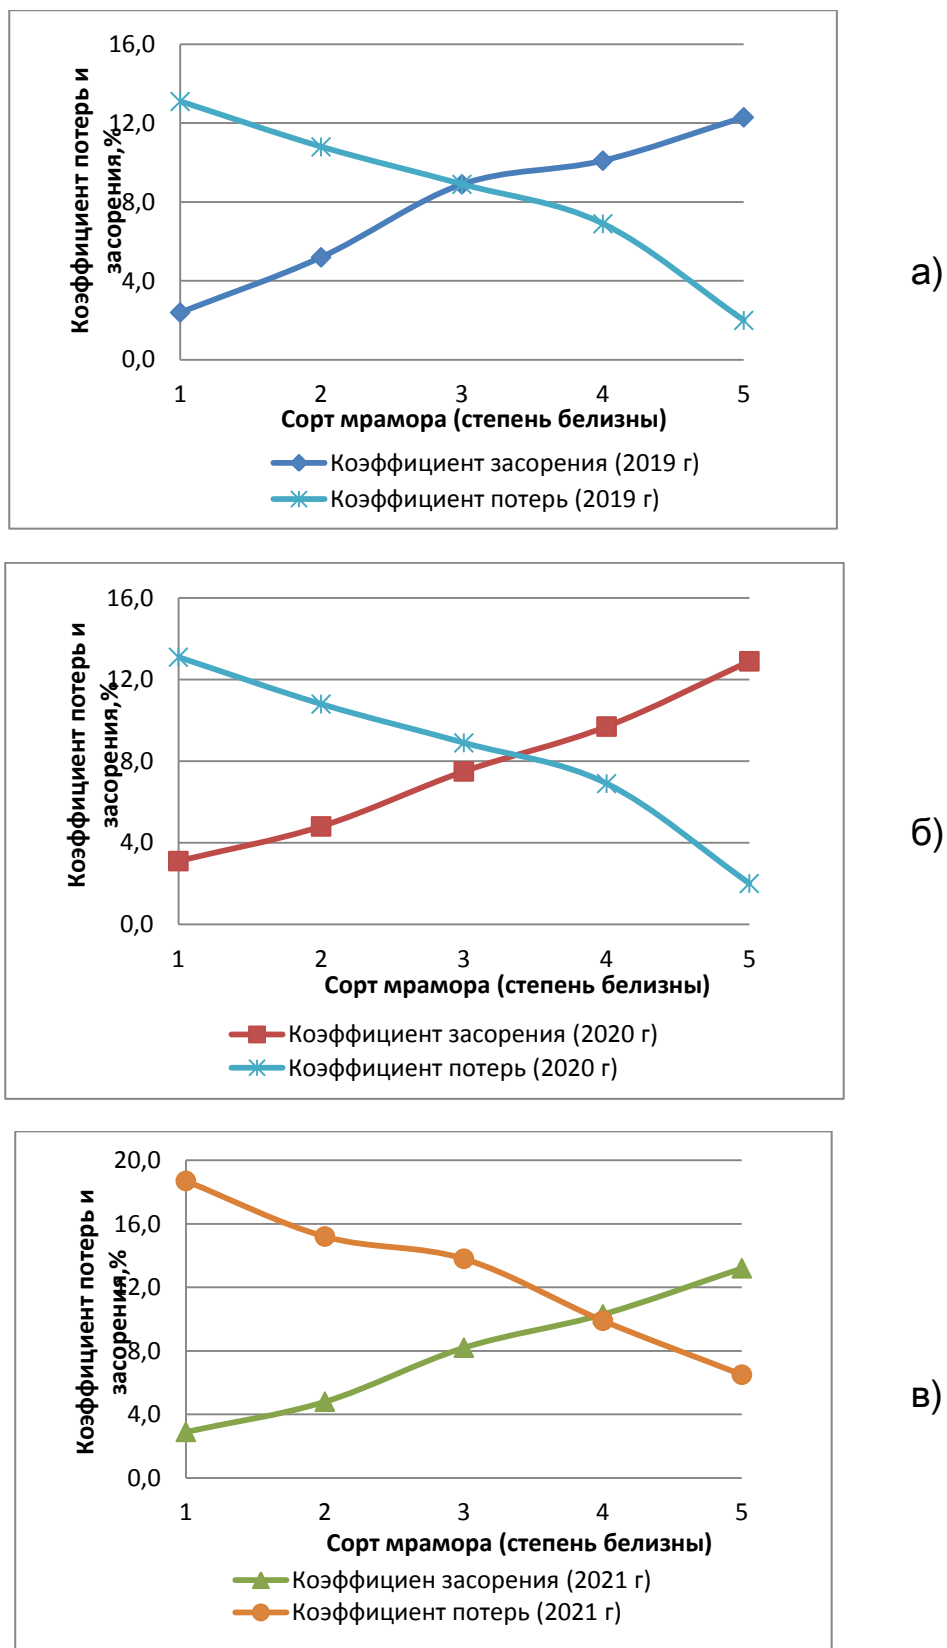 16,0
12,0
8,0
4,0
0,0
Коэффициент потерь и
засорения,%
1 2 3 4 5
Сорт мрамора (степень белизны)
Коэффициент засорения (2019 г)
Коэффициент потерь (2019 г)
а)
16,0
12,0
8,0
4,0
0,0
Коэффициент потерь и
засорения,%
1 2 3 4 5
Сорт мрамора (степень белизны)
Коэффициент засорения (2020 г)
Коэффициент потерь (2020 г)
б)
20,0
16,0
12,0
8,0
4,0
0,0
Коэффициент потерь и
засорения,%
1 2 3 4 5
Сорт мрамора (степень белизны)
Коэффициен засорения (2021 г)
Коэффициент потерь (2021 г)
в)